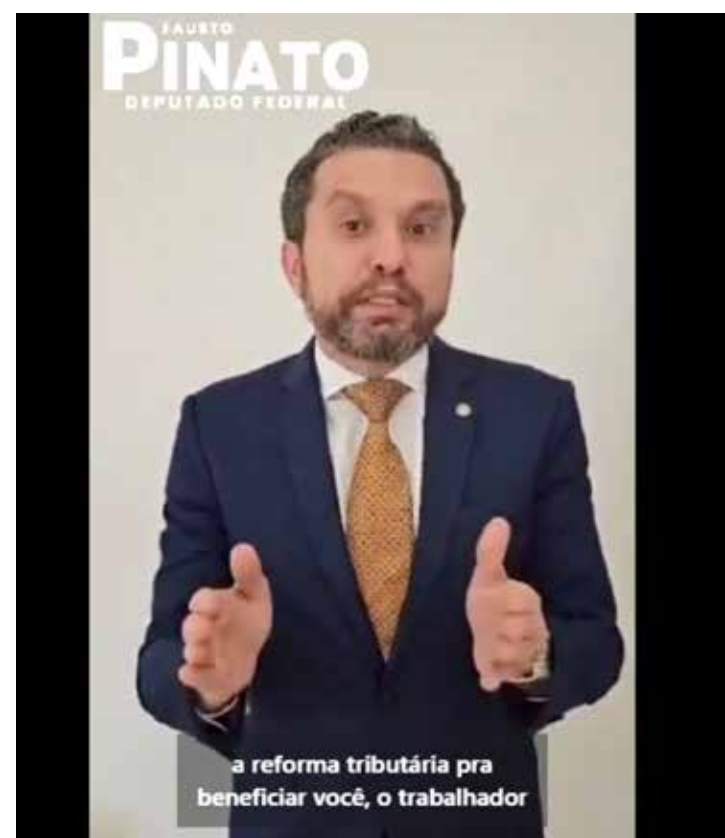 FAUSTO
PINATO
DEPUTADO FEDERAL
a reforma tributária pra
beneficiar você, o trabalhador